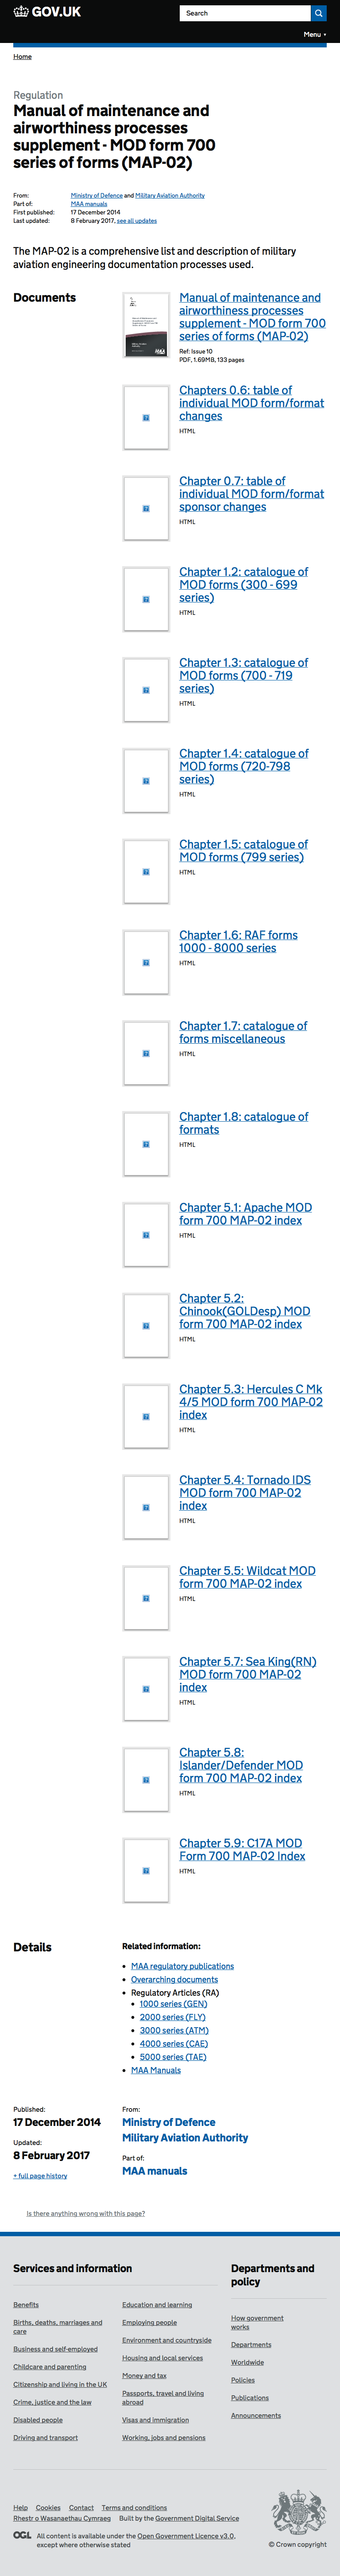 GOV.UK
Search
Menu
Home
Regulation
Manual of maintenance and
airworthiness processes
supplement - MOD form 700
series of forms (MAP-02)
From: Ministry of Defence and Military Aviation Authority
Part of: MAA manuals
First published: 17 December 2014
Last updated: 8 February 2017, see all updates
The MAP-02 is a comprehensive list and description of military
aviation engineering documentation processes used.
Documents
Manual of maintenance and
airworthiness processes
supplement - MOD form 700
series of forms (MAP-02)
Ref: Issue 10
PDF, 1.69MB, 133 pages
Chapters 0.6: table of
individual MOD form/format
changes
HTML
Chapter 0.7: table of
individual MOD form/format
sponsor changes
HTML
Chapter 1.2: catalogue of
MOD forms (300 - 699
series)
HTML
Chapter 1.3: catalogue of
MOD forms (700 - 719
series)
HTML
Chapter 1.4: catalogue of
MOD forms (720-798
series)
HTML
Chapter 1.5: catalogue of
MOD forms (799 series)
HTML
Chapter 1.6: RAF forms
1000 - 8000 series
HTML
Chapter 1.7: catalogue of
forms miscellaneous
HTML
Chapter 1.8: catalogue of
formats
HTML
Chapter 5.1: Apache MOD
form 700 MAP-02 index
HTML
Chapter 5.2:
Chinook(GOLDesp) MOD
form 700 MAP-02 index
HTML
Chapter 5.3: Hercules C Mk
4/5 MOD form 700 MAP-02
index
HTML
Chapter 5.4: Tornado IDS
MOD form 700 MAP-02
index
HTML
Chapter 5.5: Wildcat MOD
form 700 MAP-02 index
HTML
Chapter 5.7: Sea King(RN)
MOD form 700 MAP-02
index
HTML
Chapter 5.8:
Islander/Defender MOD
form 700 MAP-02 index
HTML
Chapter 5.9: C17A MOD
Form 700 MAP-02 Index
HTML
Details
Related information:
MAA regulatory publications
Overarching documents
Regulatory Articles (RA)
1000 series (GEN)
2000 series (FLY)
3000 series (ATM)
4000 series (CAE)
5000 series (TAE)
MAA Manuals
Published:
17 December 2014
Updated:
8 February 2017
+ full page history
From:
Ministry of Defence
Military Aviation Authority
Part of:
MAA manuals
Is there anything wrong with this page?
Services and information
Benefits
Births, deaths, marriages and
care
Business and self-employed
Childcare and parenting
Citizenship and living in the UK
Crime, justice and the law
Disabled people
Driving and transport
Education and learning
Employing people
Environment and countryside
Housing and local services
Money and tax
Passports, travel and living
abroad
Visas and immigration
Working, jobs and pensions
Departments and
policy
How government
works
Departments
Worldwide
Policies
Publications
Announcements
Help Cookies Contact Terms and conditions
Rhestr o Wasanaethau Cymraeg Built by the Government Digital Service
OGL All content is available under the Open Government Licence v3.0,
except where otherwise stated
© Crown copyright